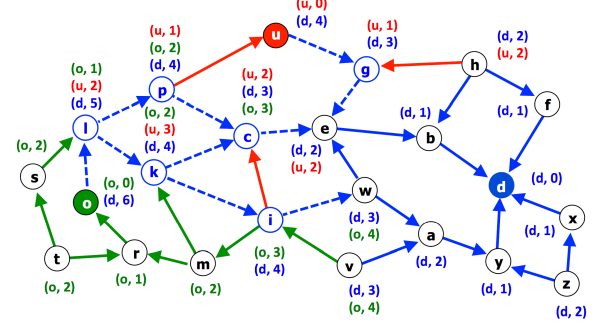 (u, 0)
(d, 4)
(u, 1)
(o, 2)
(d, 4)
u
(u, 1)
(d, 3)
(d, 2)
(u, 2)
(o, 1)
(u, 2)
(d, 5)
p
(u, 2)
(d, 3)
(o, 3)
g
h
(o, 2)
(u, 3)
(d, 4)
(d, 1)
(d, 1)
f
l
c
e
b
(o, 2)
(d, 2)
(u, 2)
s
k
(o, 0)
(d, 6)
o
w
d
(d, 0)
(d, 3)
(o, 4)
i
a
x
(d, 1)
t
r
m
(o, 3)
(d, 4)
v
(d, 2)
y
z
(o, 2)
(o, 1)
(o, 2)
(d, 3)
(o, 4)
(d, 1)
(d, 2)